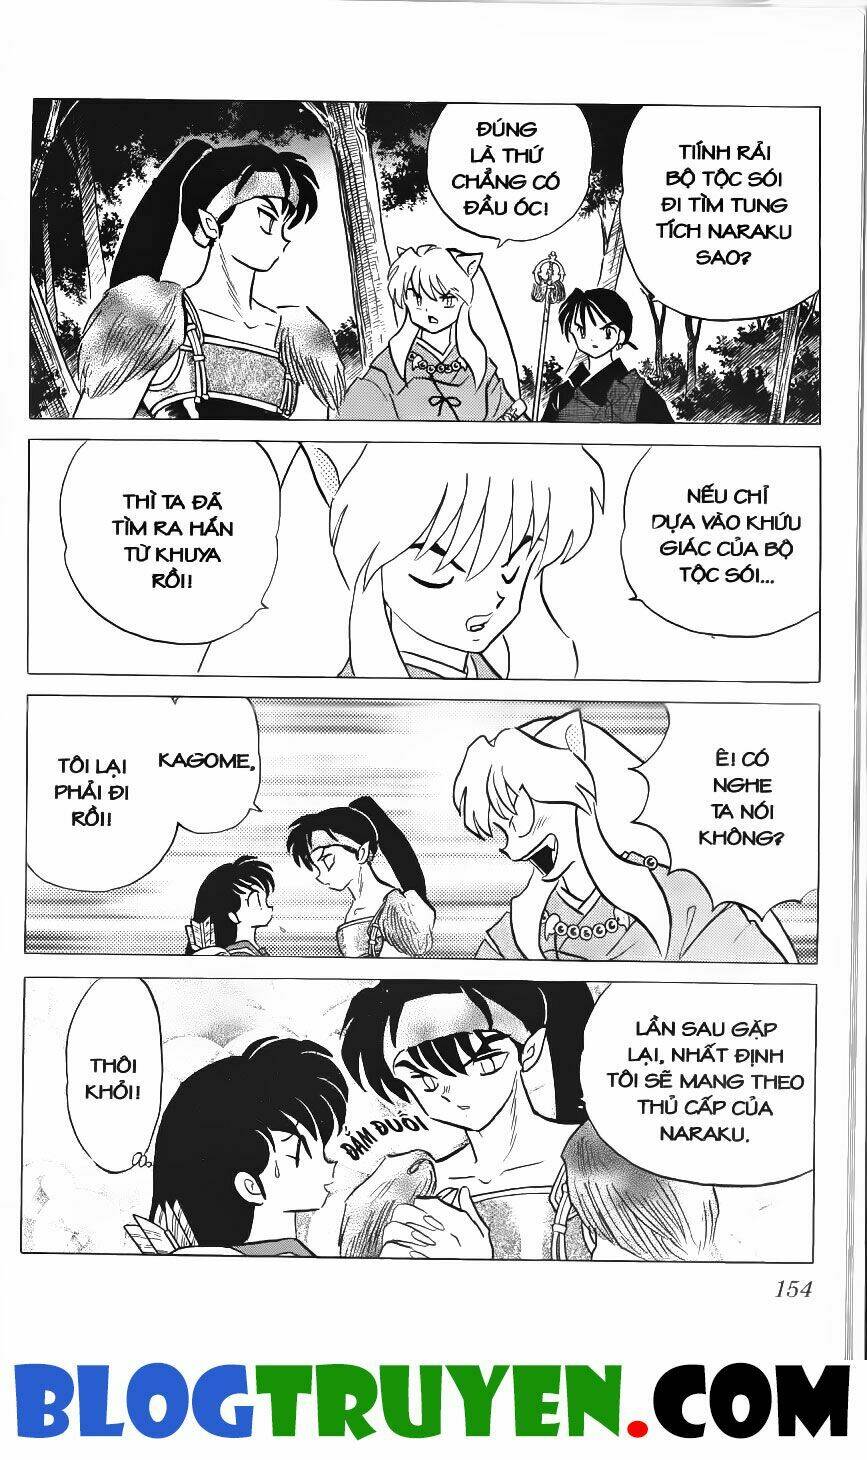 TIÍNH RẢI
BỘ TỘC SÓI
ĐI TÌM TUNG
TÍCH NARAKU
SAO?
ĐÚNG
LÀ THỨ
CHẲNG CÓ
ĐẦU ÓC!
NẾU CHỈ
DỰA VÀO KHỨU
GIÁC CỦA BỘ
TỘC SÓI...
THÌ TA ĐÃ
TÌM RA HẮN
TỪ KHUYA
RỒI!
Ê! CÓ
NGHE
TA NÓI
KHÔNG?
KAGOME,
TÔI LẠI
PHẢI ĐI
RỒI!
LẦN SAU GẶP
LẠI, NHẤT ĐỊNH
TÔI SẼ MANG THEO
THỦ CẤP CỦA
NARAKU.
ĐẮM ĐUỐI
THÔI
KHỎI!
154
BLOGTRUYEN.COM